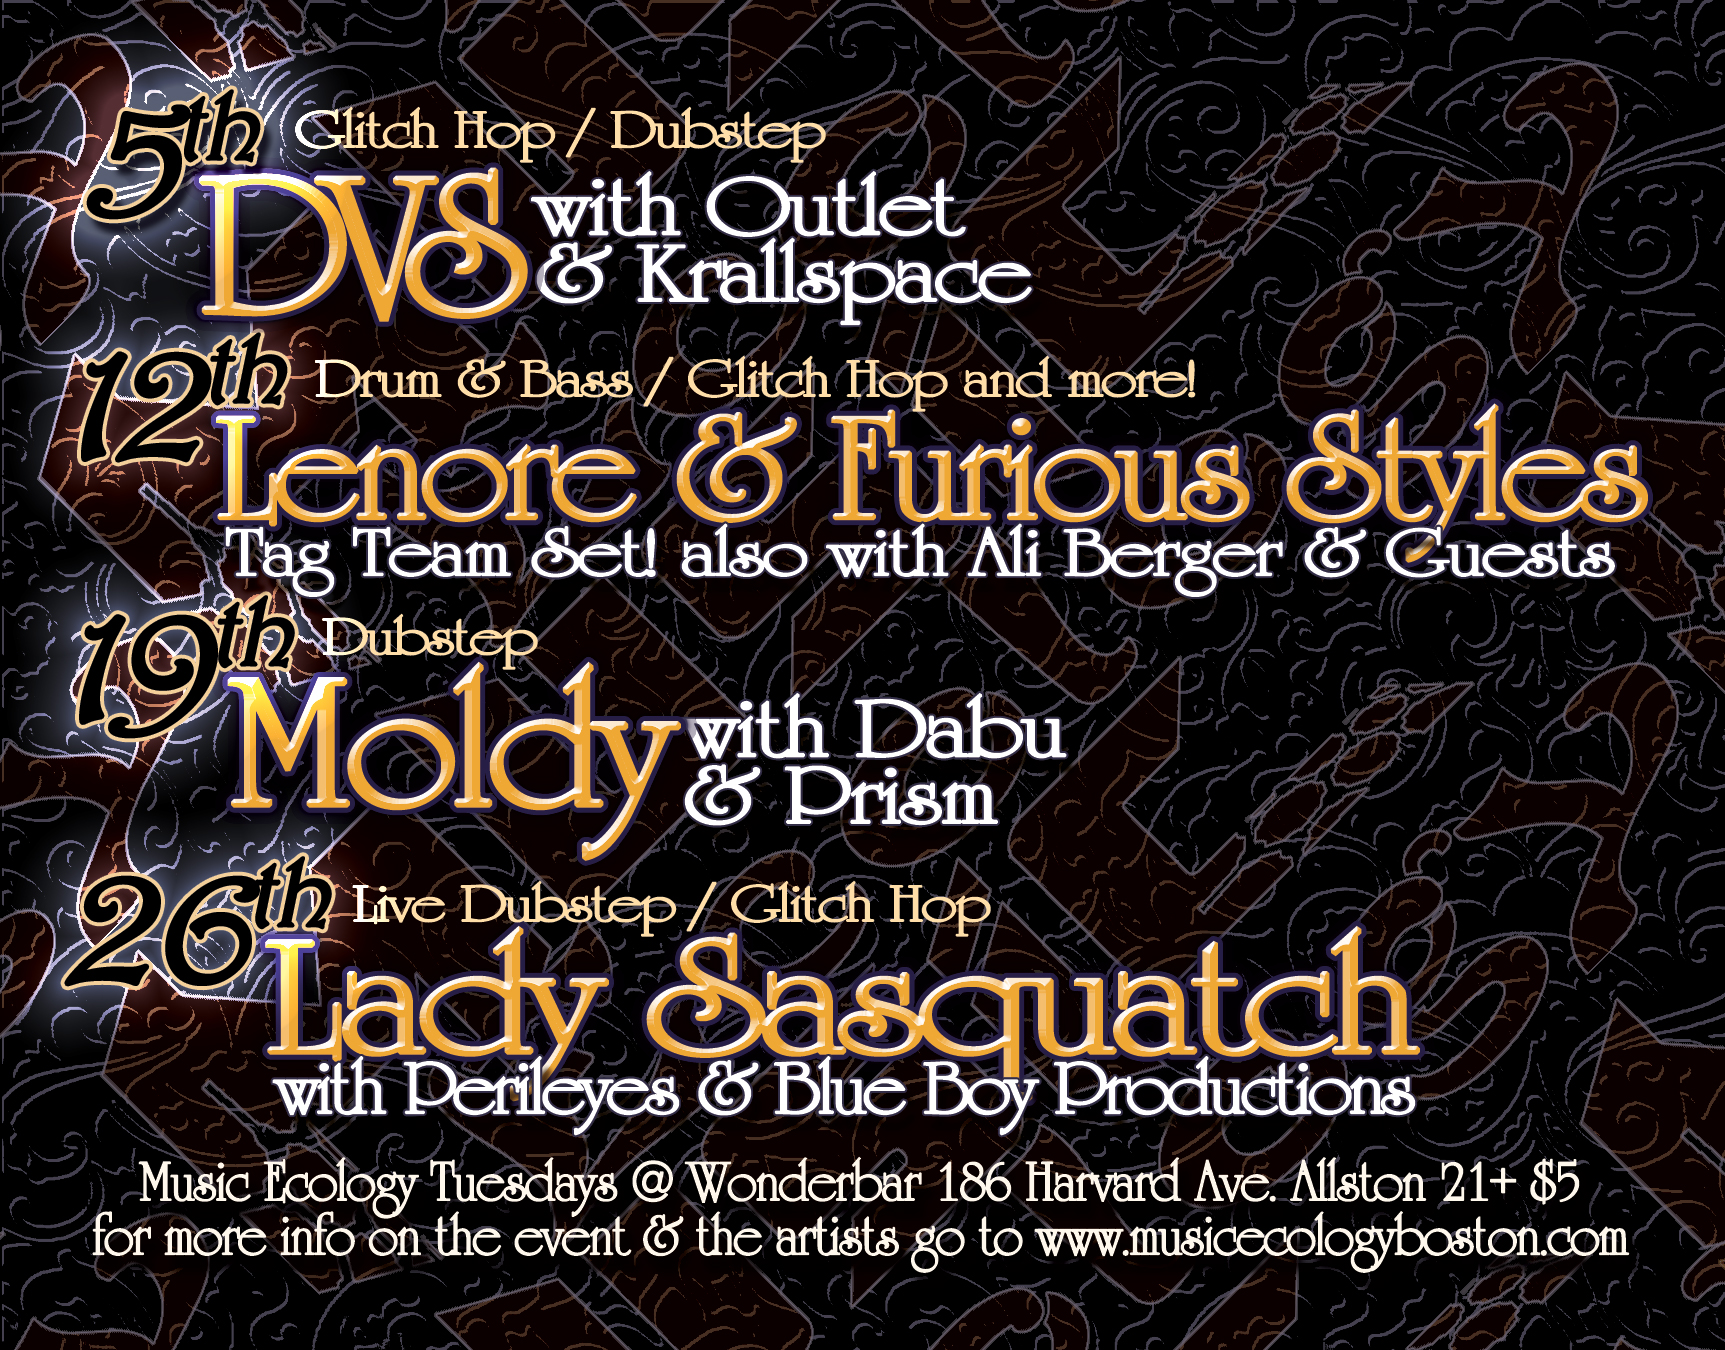 5th Glitch Hop / Dubstep
DVS with Outlet
& Krallspace
12th Drum & Bass / Glitch Hop and more!
Lenore & Furious Styles
Tag Team Set! also with Ali Berger & Guests
19th Dubstep
Moldy with Dabu
& Prism
26th Live Dubstep / Glitch Hop
Lady Sasquatch
with Perileyes & Blue Boy Productions
Music Ecology Tuesdays @ Wonderbar 186 Harvard Ave. Allston 21+ $5
for more info on the event & the artists go to www.musicecologyboston.com